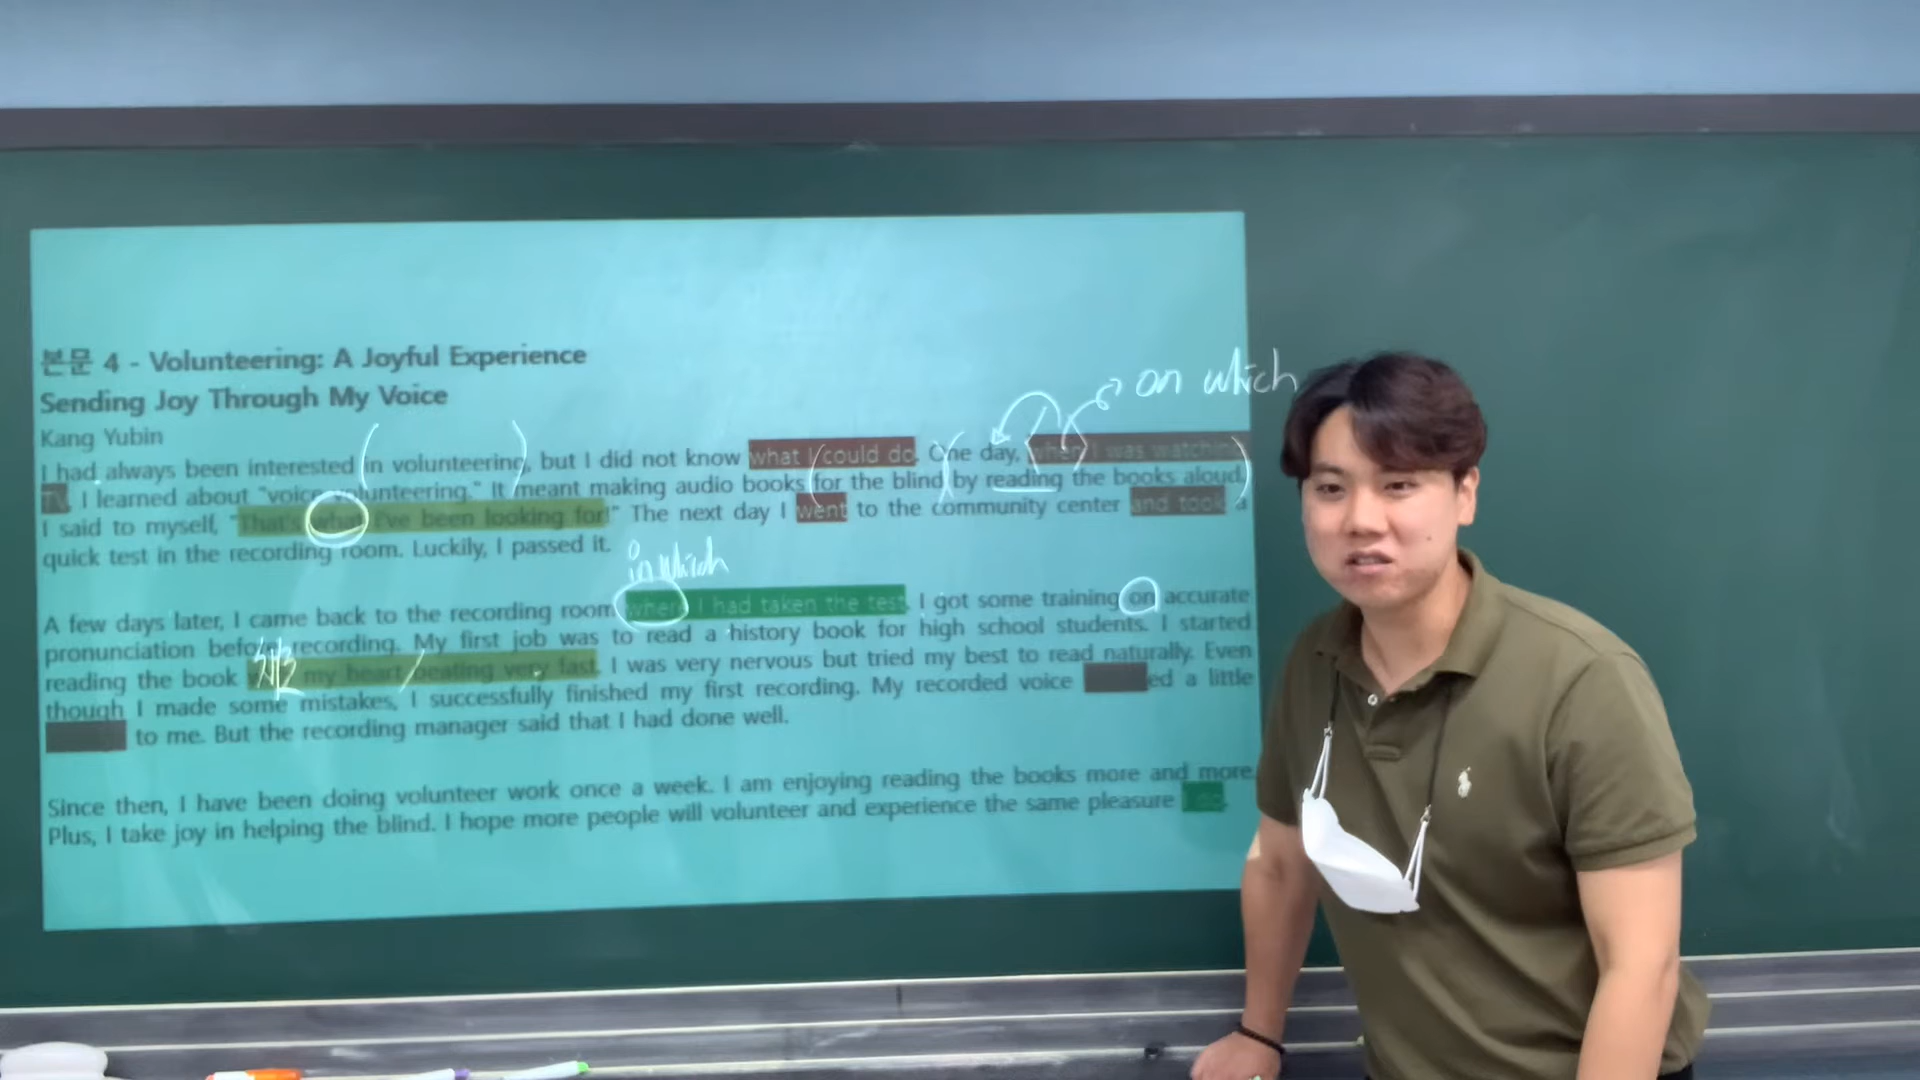 본문 4 - Volunteering: A Joyful Experience
Sending Joy Through My Voice
on which
Kang Yubin
I had always been interested in volunteering, but I did not know what I could do. One day, when I was watching
TV, I learned about "voice volunteering." It meant making audio books for the blind by reading the books aloud.
I said to myself, "That's what I've been looking for!" The next day I went to the community center and took a
quick test in the recording room. Luckily, I passed it.
in which
A few days later, I came back to the recording room where I had taken the test. I got some training on accurate
pronunciation before recording. My first job was to read a history book for high school students. I started
reading the book my heart beating very fast. I was very nervous but tried my best to read naturally. Even
though I made some mistakes, I successfully finished my first recording. My recorded voice ed a little
to me. But the recording manager said that I had done well.
Since then, I have been doing volunteer work once a week. I am enjoying reading the books more and more.
Plus, I take joy in helping the blind. I hope more people will volunteer and experience the same pleasure I do.